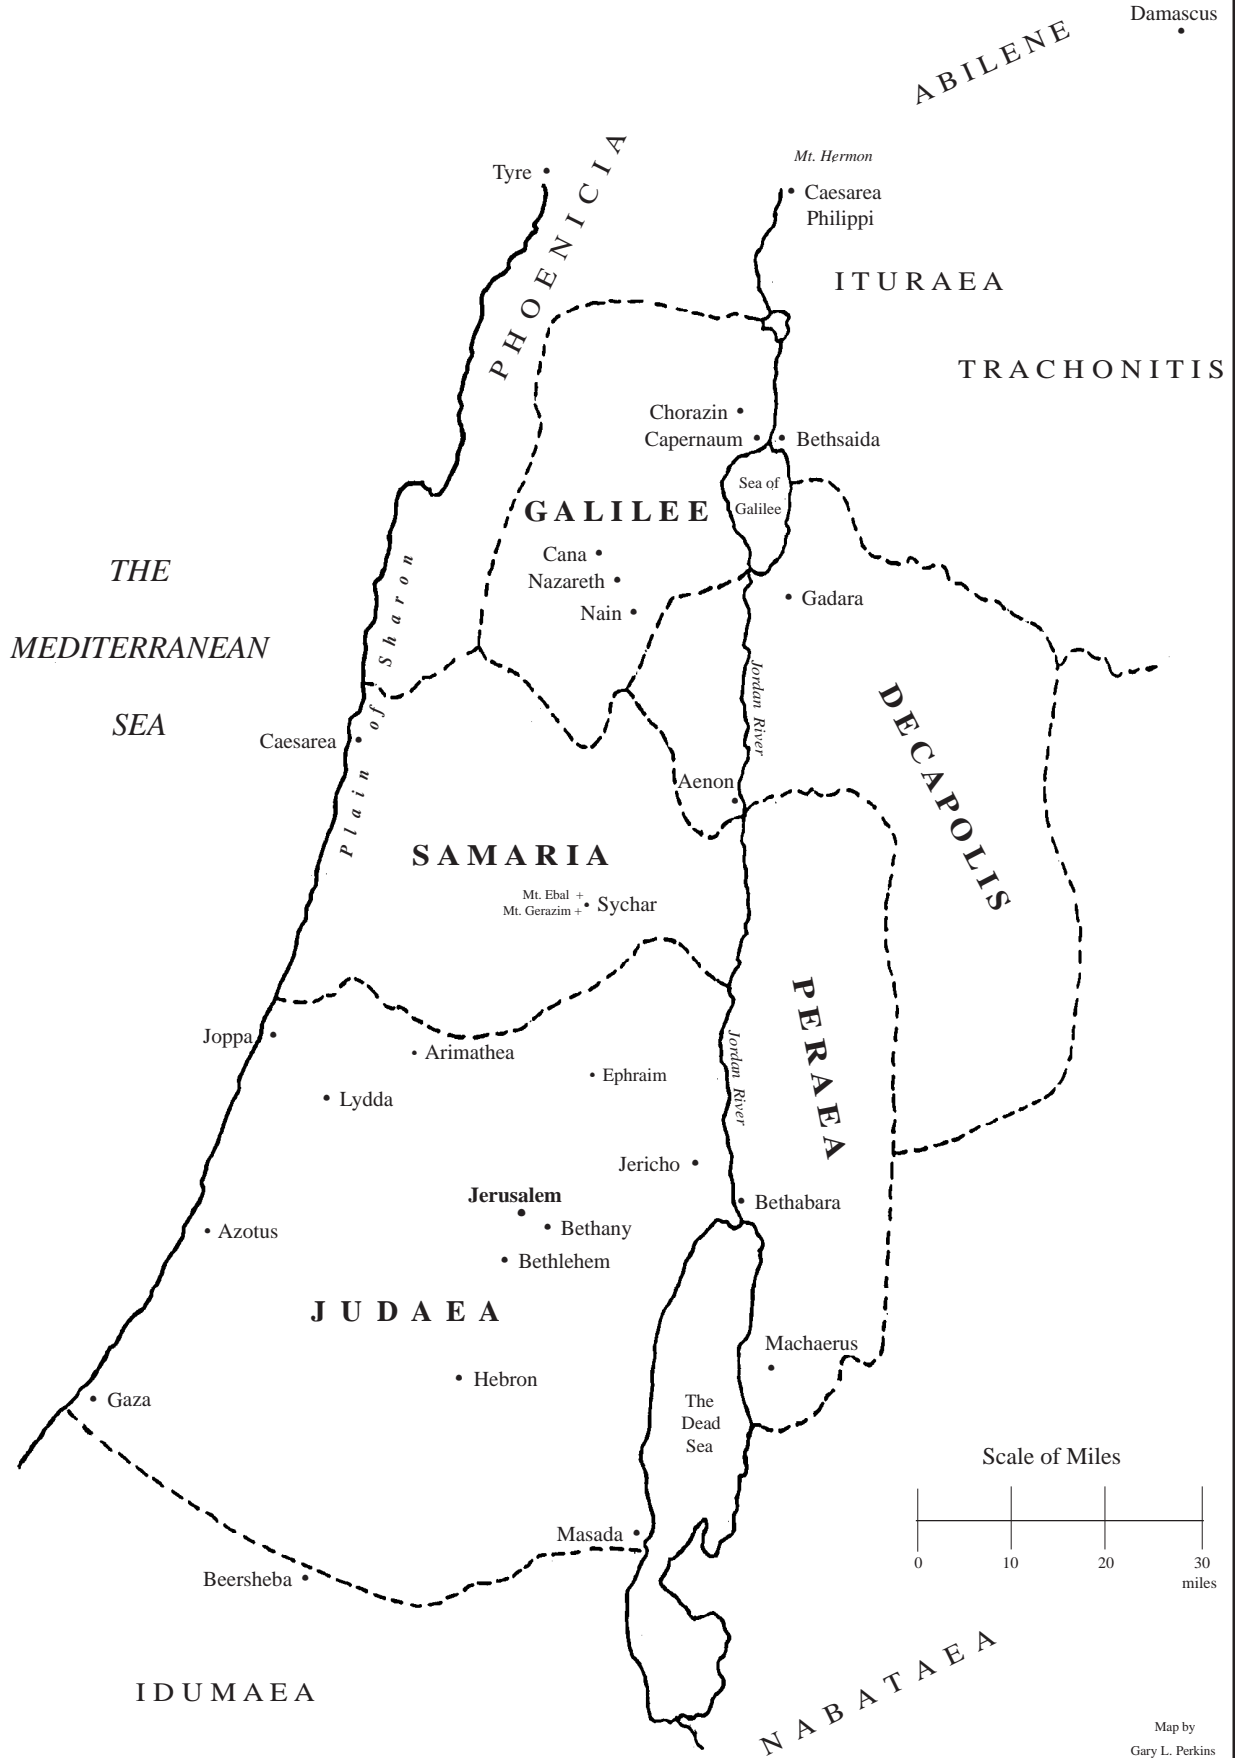 Damascus
ABILENE
Mt. Hermon
Tyre
Caesarea
Philippi
PHOENICIA
ITURAEA
TRACHONITIS
Chorazin
Capernaum
Bethsaida
Sea of
Galilee
GALILEE
Cana
Nazareth
Nain
Gadara
THE
MEDITERRANEAN
SEA
Plain of Sharon
Jordan River
Caesarea
DECAPOLIS
Aenon
SAMARIA
Mt. Ebal +
Mt. Gerazim +
Sychar
PERAEA
Joppa
Arimathea
Ephraim
Jordan River
Lydda
Jericho
Jerusalem
Bethabara
Azotus
Bethany
Bethlehem
JUDAEA
Machaerus
Hebron
Gaza
The
Dead
Sea
Scale of Miles
0 10 20 30
miles
Masada
Beersheba
IDUMAEA
NABATAEA
Map by
Gary L. Perkins